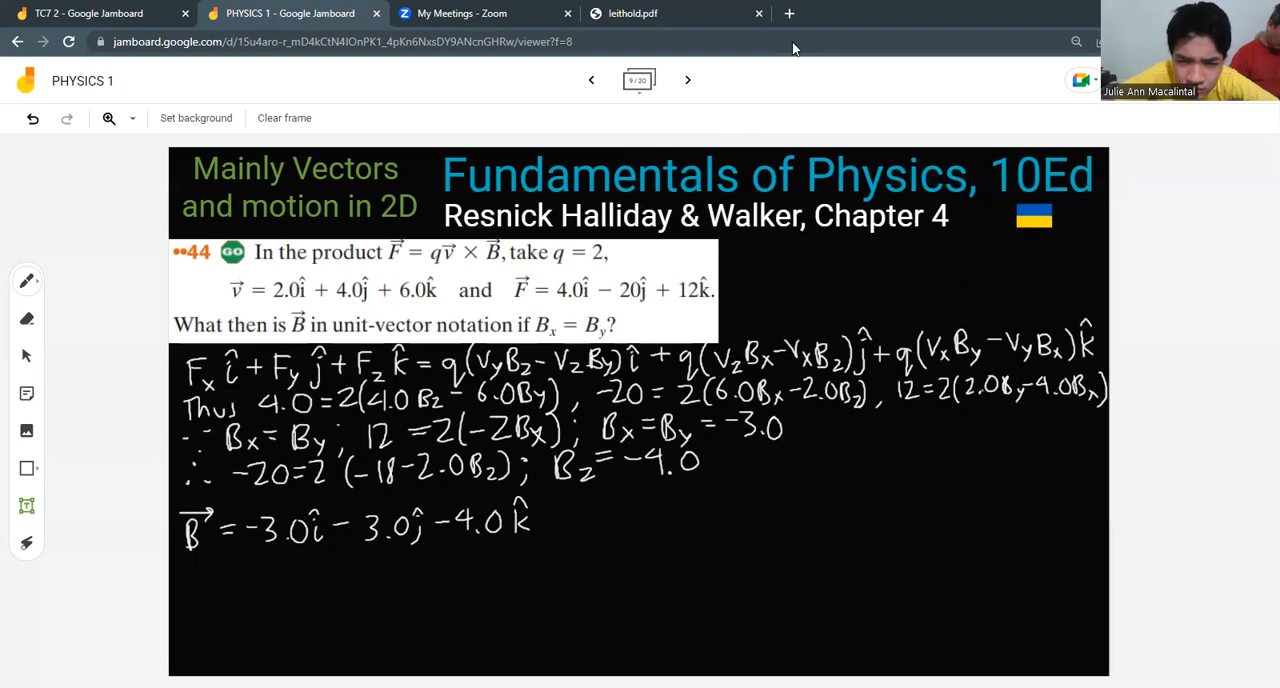 TC7 2 - Google Jamboard
PHYSICS 1 - Google Jamboard
My Meetings - Zoom
leithold.pdf
jamboard.google.com/d/15u4aro-r_mD4kCtN4IOnPK1_4pKn6NxsDY9ANcnGHRw/viewer?f=8
Julie Ann Macalintal
PHYSICS 1
9 / 20
Set background
Clear frame
Mainly Vectors
and motion in 2D
Fundamentals of Physics, 10Ed
Resnick Halliday & Walker, Chapter 4
••44 GO In the product F⃗ = qv⃗ × B⃗, take q = 2,
v⃗ = 2.0î + 4.0ĵ + 6.0k̂ and F⃗ = 4.0î − 20ĵ + 12k̂.
What then is B⃗ in unit-vector notation if Bx = By?
Fx î + Fy ĵ + Fz k̂ = q(VyBz − VzBy)î + q(VzBx − VxBz)ĵ + q(VxBy − VyBx)k̂
Thus 4.0 = 2(4.0Bz − 6.0By), −20 = 2(6.0Bx − 2.0Bz), 12 = 2(2.0By − 4.0Bx)
∵ Bx = By; 12 = 2(−2Bx); Bx = By = −3.0
∴ −20 = 2(−18 − 2.0Bz); Bz = −4.0
B⃗ = −3.0î − 3.0ĵ − 4.0k̂